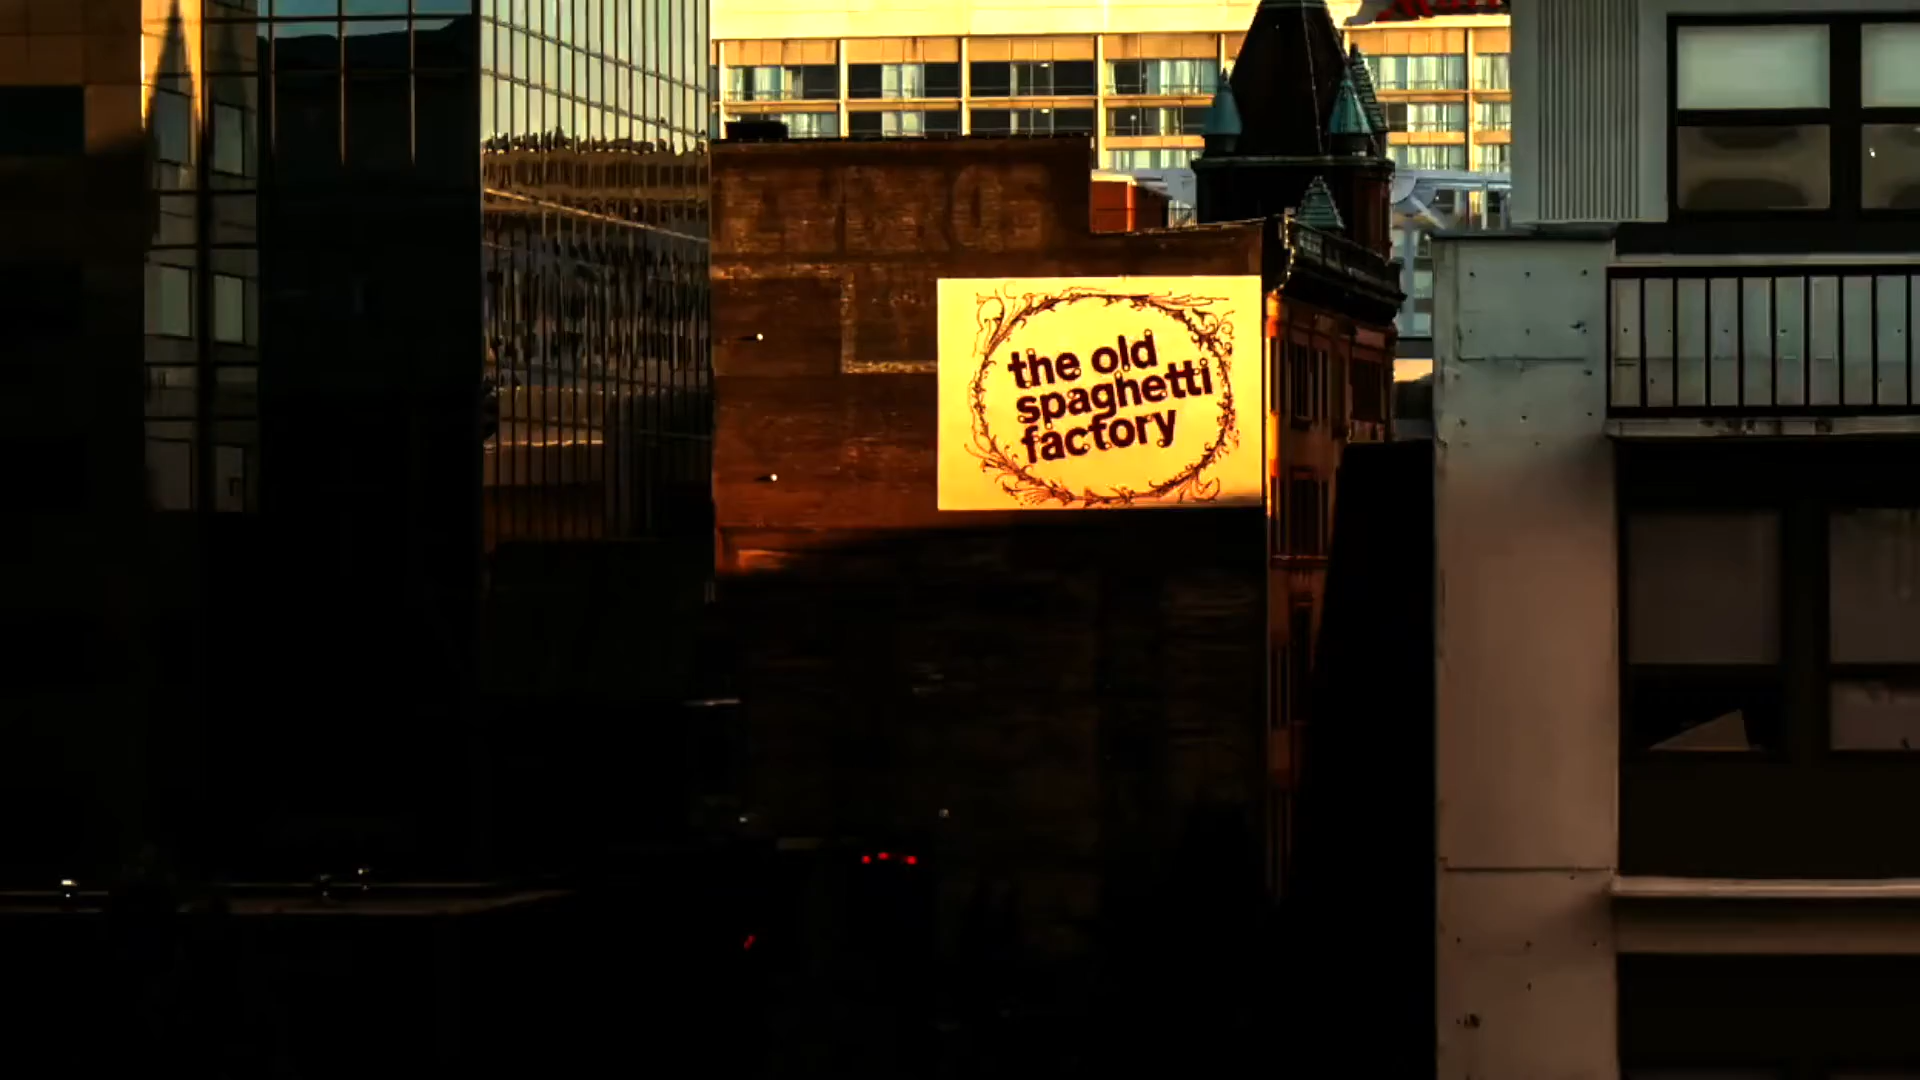 the old
spaghetti
factory